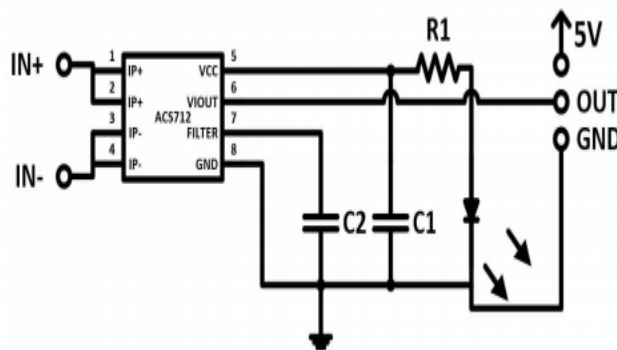 R1
5V
IN+
1
IP+
VCC
5
2
IP+
VIOUT
6
OUT
ACS712
3
IP-
FILTER
7
GND
4
IP-
GND
8
IN-
C2
C1